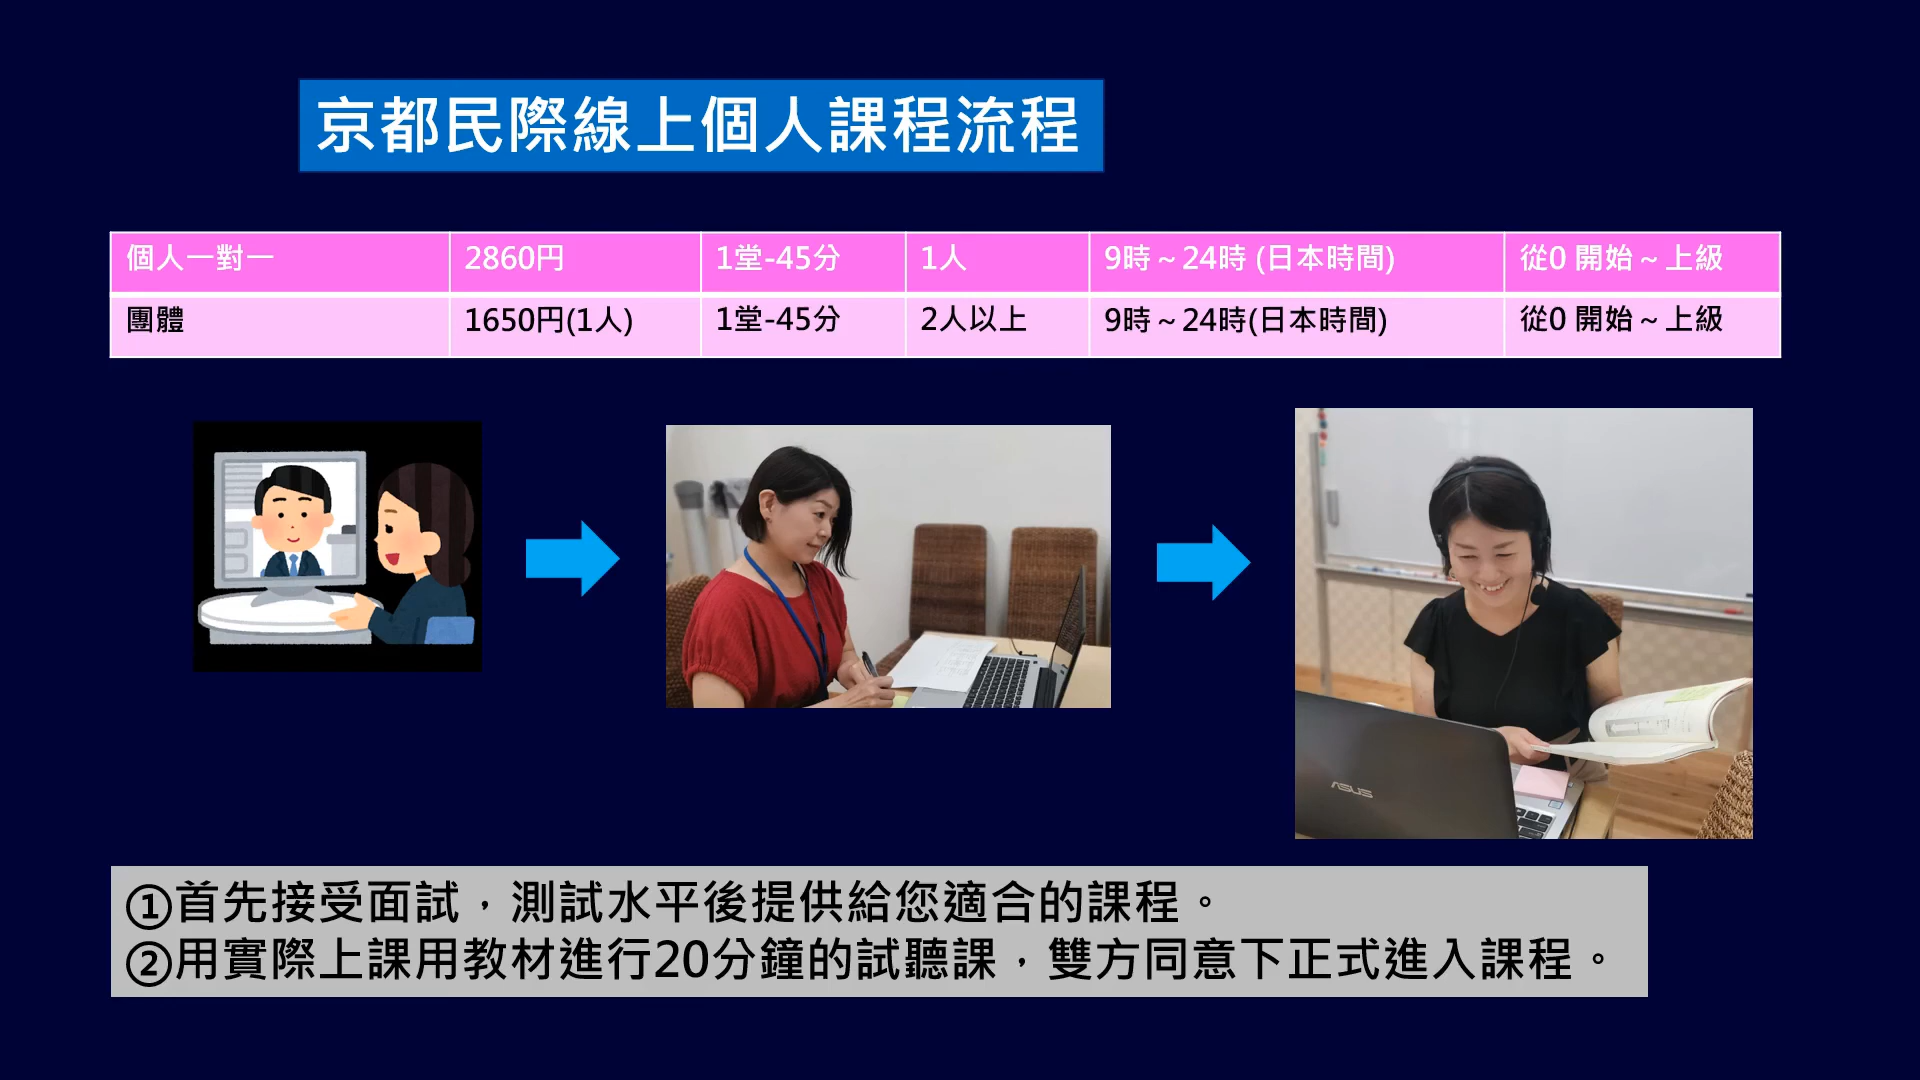 京都民際線上個人課程流程
個人一對一 2860円 1堂-45分 1人 9時～24時 (日本時間) 從0 開始～上級
團體 1650円(1人) 1堂-45分 2人以上 9時～24時(日本時間) 從0 開始～上級
ASUS
①首先接受面試，測試水平後提供給您適合的課程。
②用實際上課用教材進行20分鐘的試聽課，雙方同意下正式進入課程。